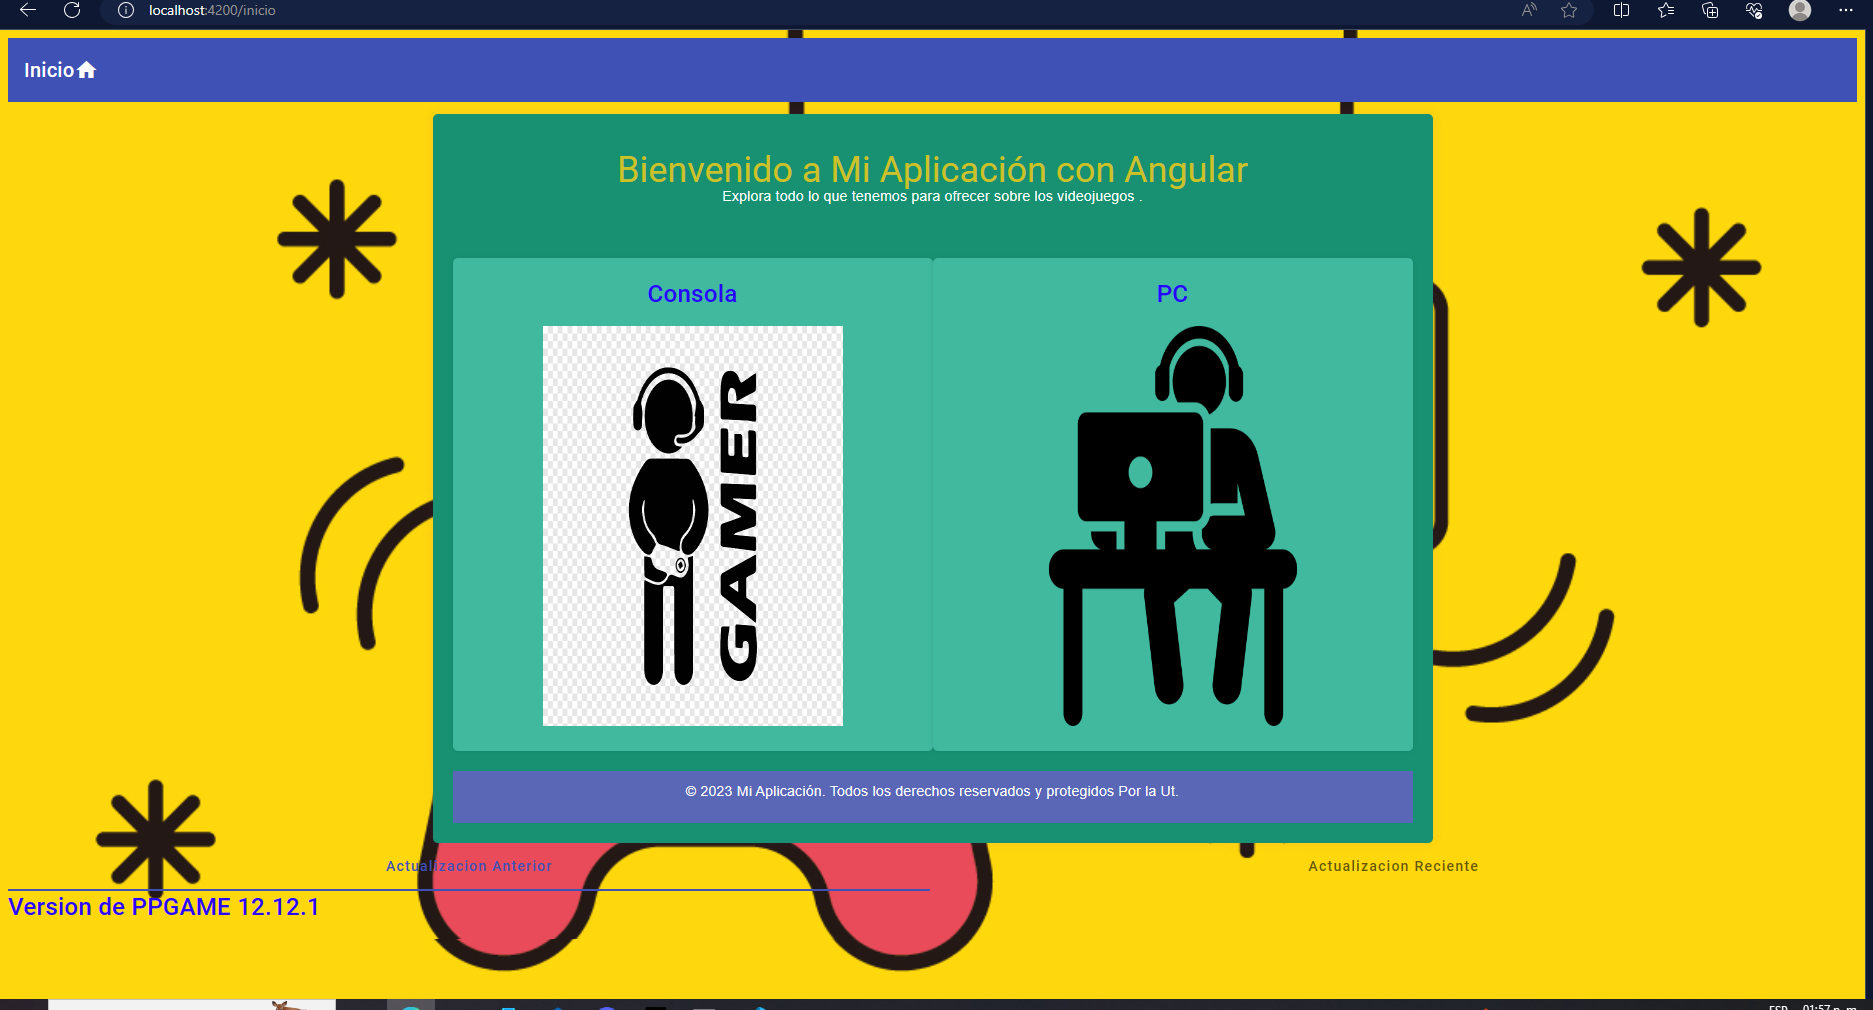 localhost:4200/inicio
Inicio
Bienvenido a Mi Aplicación con Angular
Explora todo lo que tenemos para ofrecer sobre los videojuegos .
Consola
PC
GAMER
© 2023 Mi Aplicación. Todos los derechos reservados y protegidos Por la Ut.
Actualizacion Anterior
Actualizacion Reciente
Version de PPGAME 12.12.1